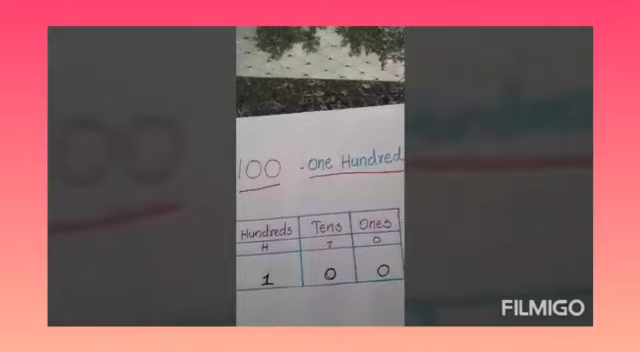 100 - One Hundred
Hundreds Tens Ones
H T O
1 0 0
FILMIGO